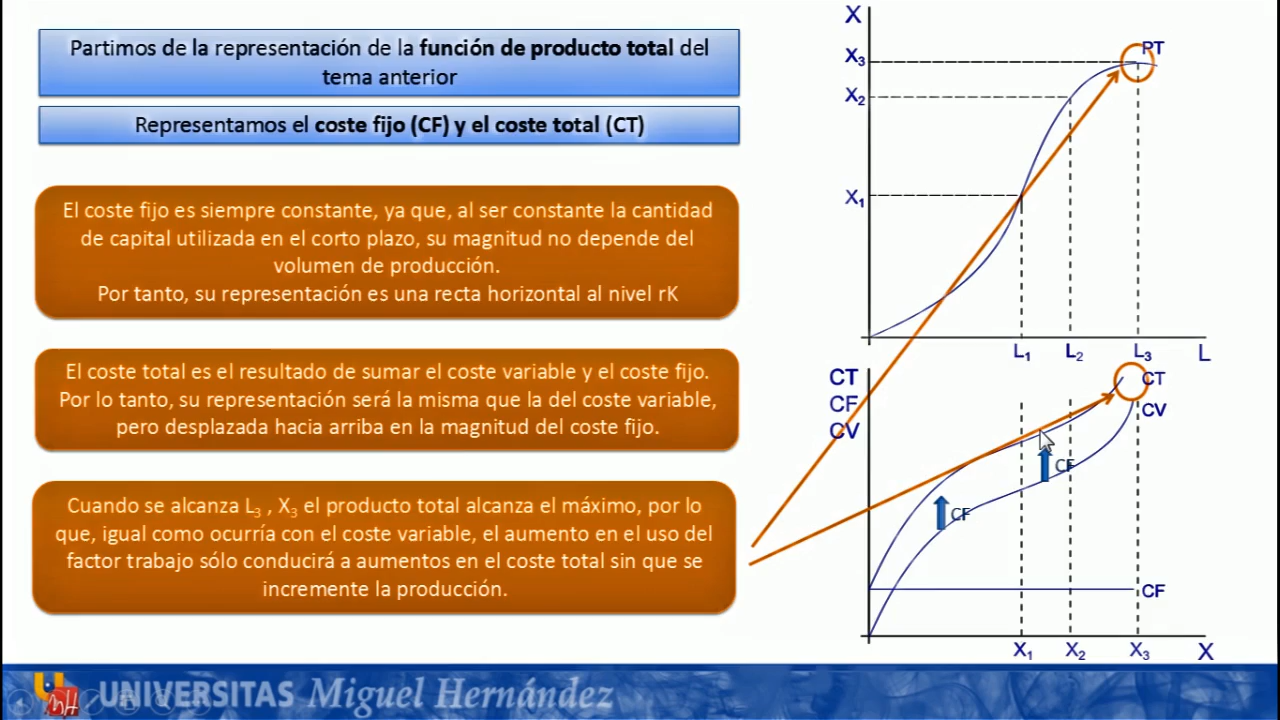 Partimos de la representación de la función de producto total del
tema anterior
Representamos el coste fijo (CF) y el coste total (CT)
El coste fijo es siempre constante, ya que, al ser constante la cantidad
de capital utilizada en el corto plazo, su magnitud no depende del
volumen de producción.
Por tanto, su representación es una recta horizontal al nivel rK
El coste total es el resultado de sumar el coste variable y el coste fijo.
Por lo tanto, su representación será la misma que la del coste variable,
pero desplazada hacia arriba en la magnitud del coste fijo.
Cuando se alcanza L₃ , X₃ el producto total alcanza el máximo, por lo
que, igual como ocurría con el coste variable, el aumento en el uso del
factor trabajo sólo conducirá a aumentos en el coste total sin que se
incremente la producción.
X
X₃
X₂
X₁
PT
L₁ L₂ L₃ L
CT
CF
CV
CT
CV
CF
CF
CF
X₁ X₂ X₃ X
UNIVERSITAS Miguel Hernández